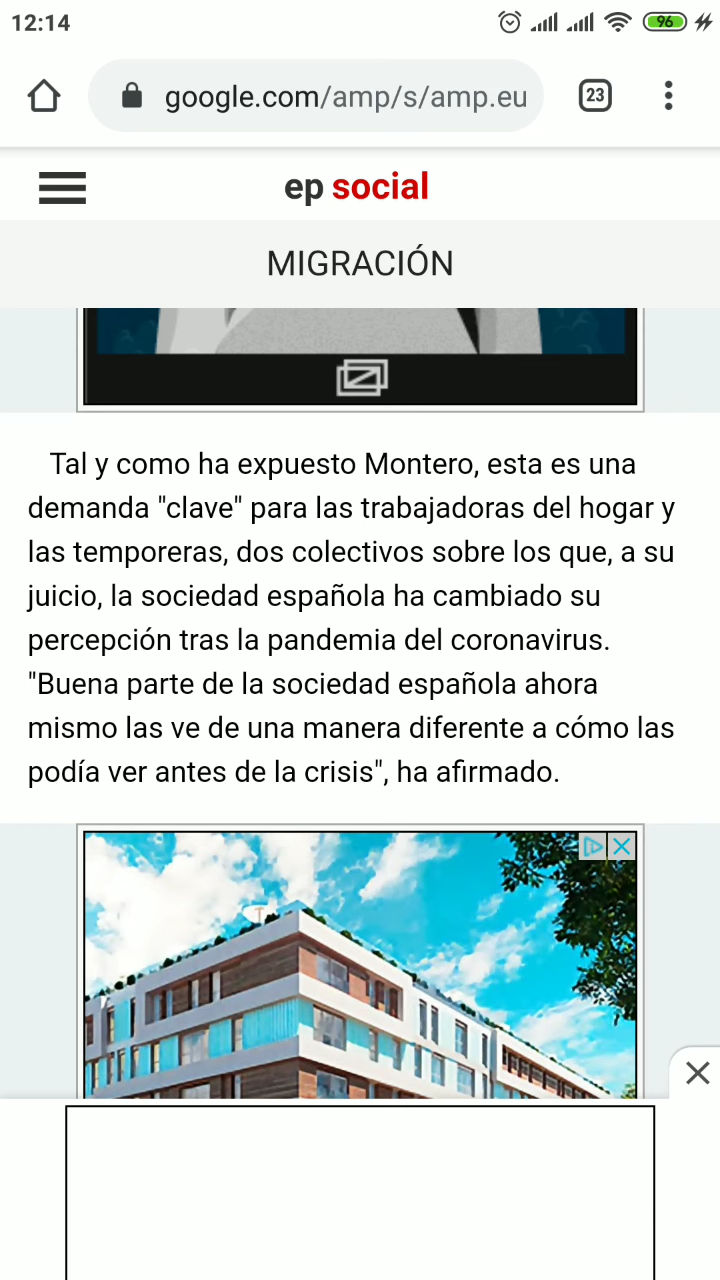 12:14
96
google.com/amp/s/amp.eu
23
ep social
MIGRACIÓN
Tal y como ha expuesto Montero, esta es una
demanda "clave" para las trabajadoras del hogar y
las temporeras, dos colectivos sobre los que, a su
juicio, la sociedad española ha cambiado su
percepción tras la pandemia del coronavirus.
"Buena parte de la sociedad española ahora
mismo las ve de una manera diferente a cómo las
podía ver antes de la crisis", ha afirmado.